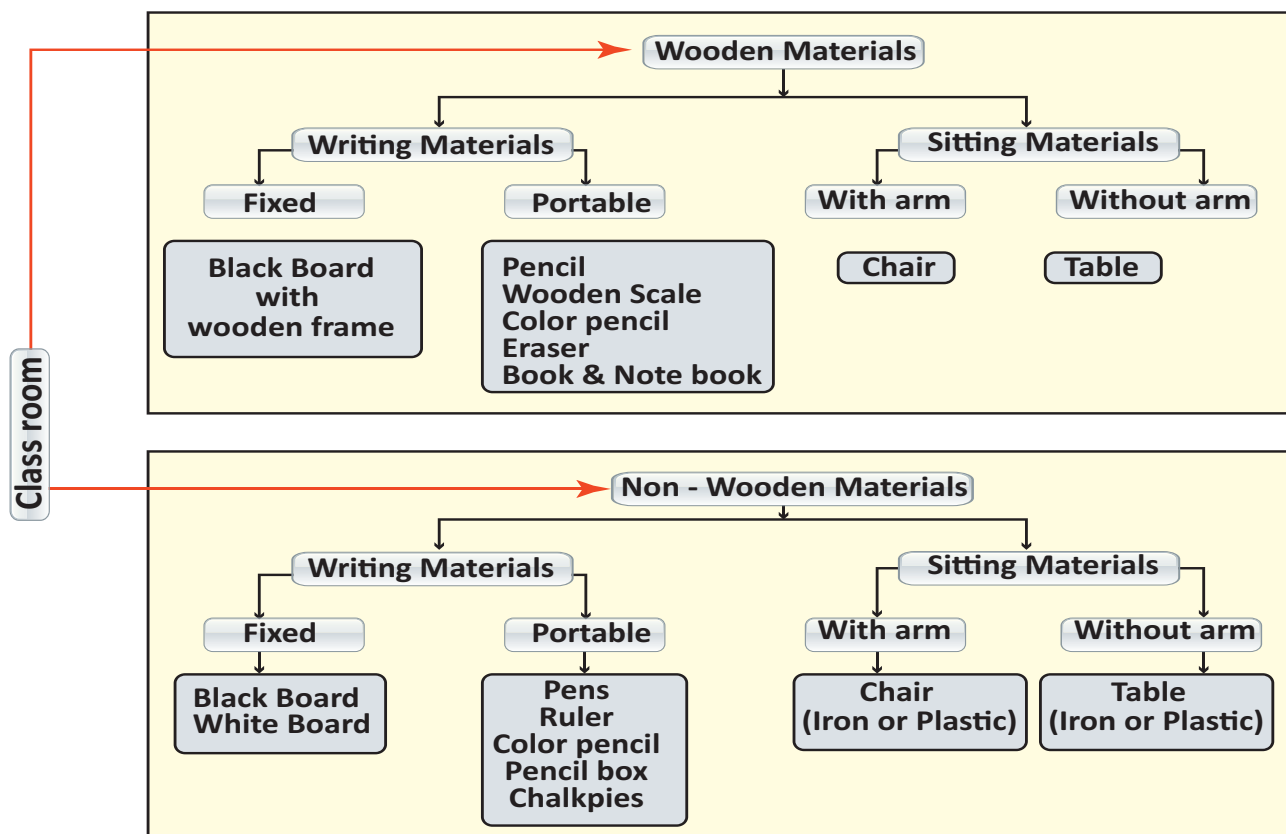 Class room
Wooden Materials
Writing Materials
Sitting Materials
Fixed
Portable
With arm
Without arm
Black Board
with
wooden frame
Pencil
Wooden Scale
Color pencil
Eraser
Book & Note book
Chair
Table
Non - Wooden Materials
Writing Materials
Sitting Materials
Fixed
Portable
With arm
Without arm
Black Board
White Board
Pens
Ruler
Color pencil
Pencil box
Chalkpies
Chair
(Iron or Plastic)
Table
(Iron or Plastic)